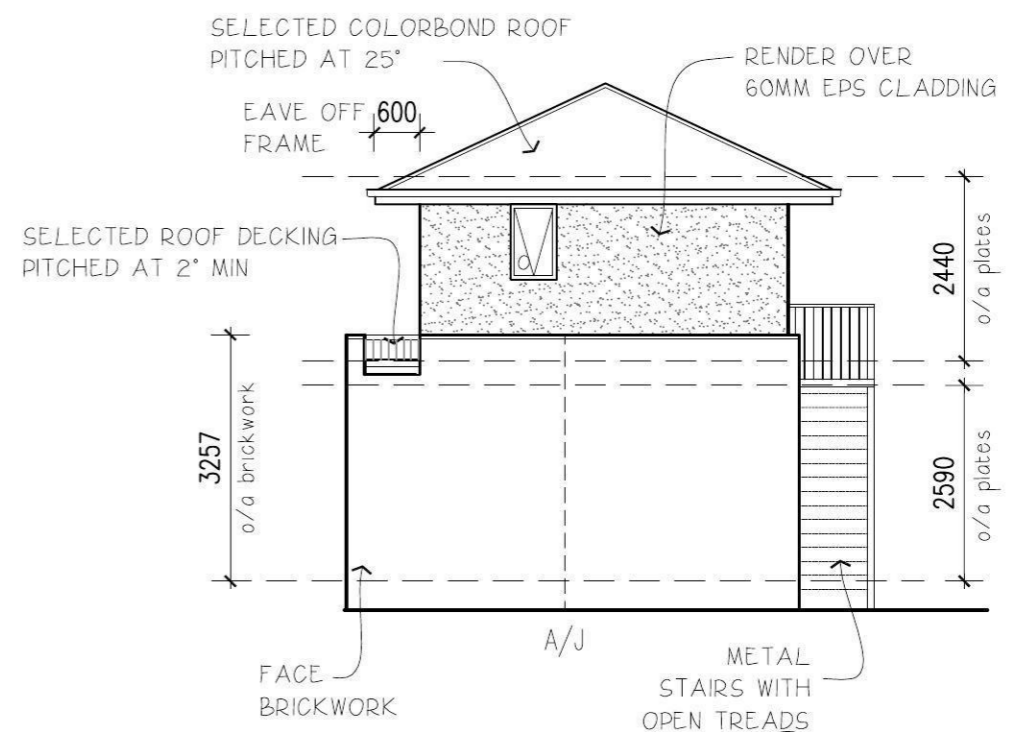 SELECTED COLORBOND ROOF
PITCHED AT 25°
RENDER OVER
60MM EPS CLADDING
EAVE OFF
FRAME
600
SELECTED ROOF DECKING
PITCHED AT 2° MIN
2440
o/a plates
3257
o/a brickwork
2590
o/a plates
A/J
FACE
BRICKWORK
METAL
STAIRS WITH
OPEN TREADS